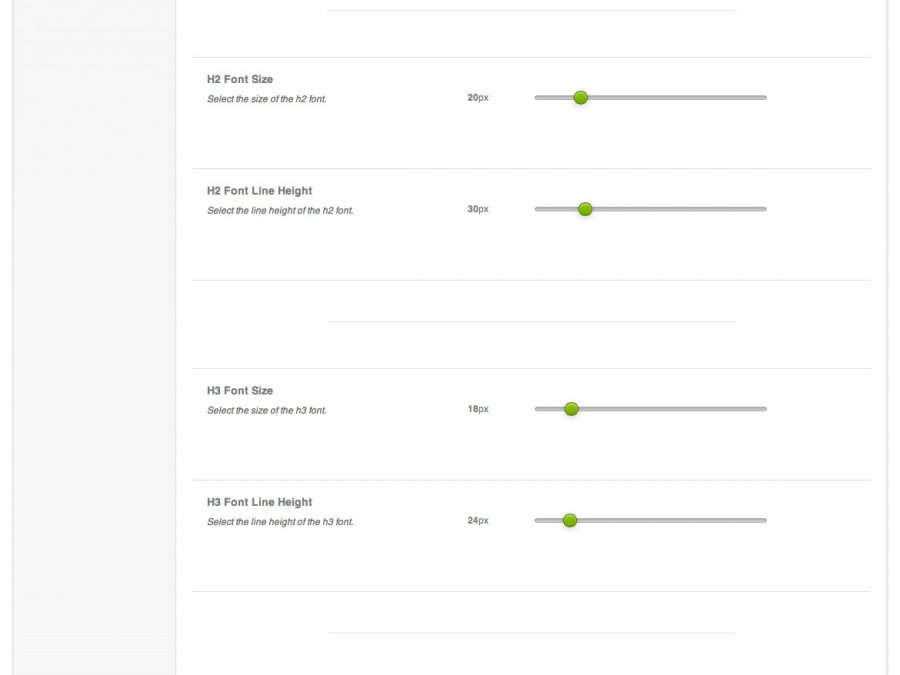 H2 Font Size
Select the size of the h2 font.
20px
H2 Font Line Height
Select the line height of the h2 font.
30px
H3 Font Size
Select the size of the h3 font.
18px
H3 Font Line Height
Select the line height of the h3 font.
24px